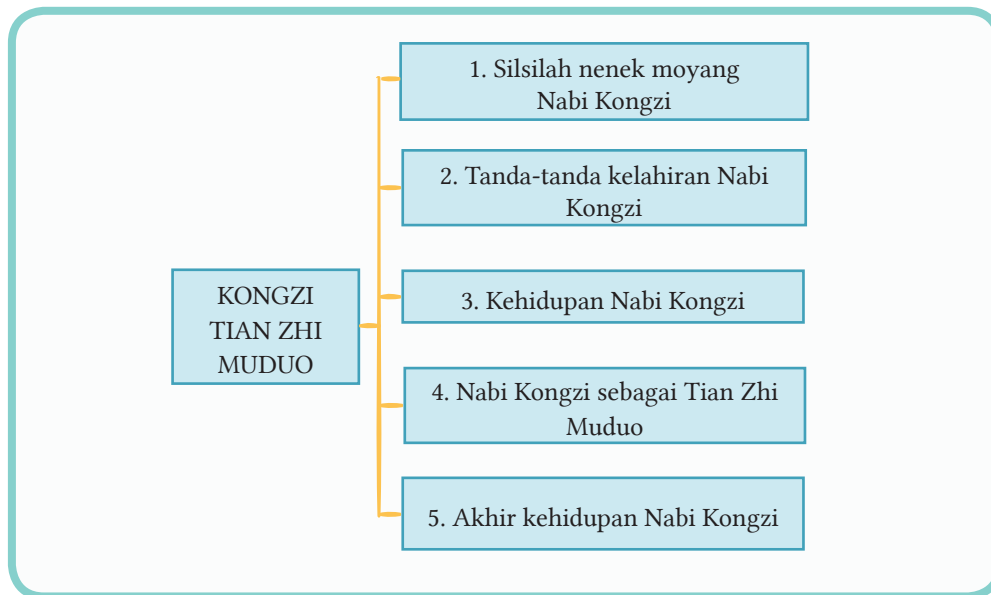 KONGZI
TIAN ZHI
MUDUO
1. Silsilah nenek moyang
Nabi Kongzi
2. Tanda-tanda kelahiran Nabi
Kongzi
3. Kehidupan Nabi Kongzi
4. Nabi Kongzi sebagai Tian Zhi
Muduo
5. Akhir kehidupan Nabi Kongzi